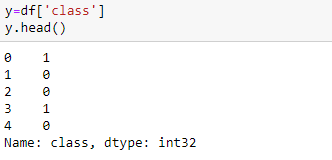 y=df['class']
y.head()
0    1
1    0
2    0
3    1
4    0
Name: class, dtype: int32